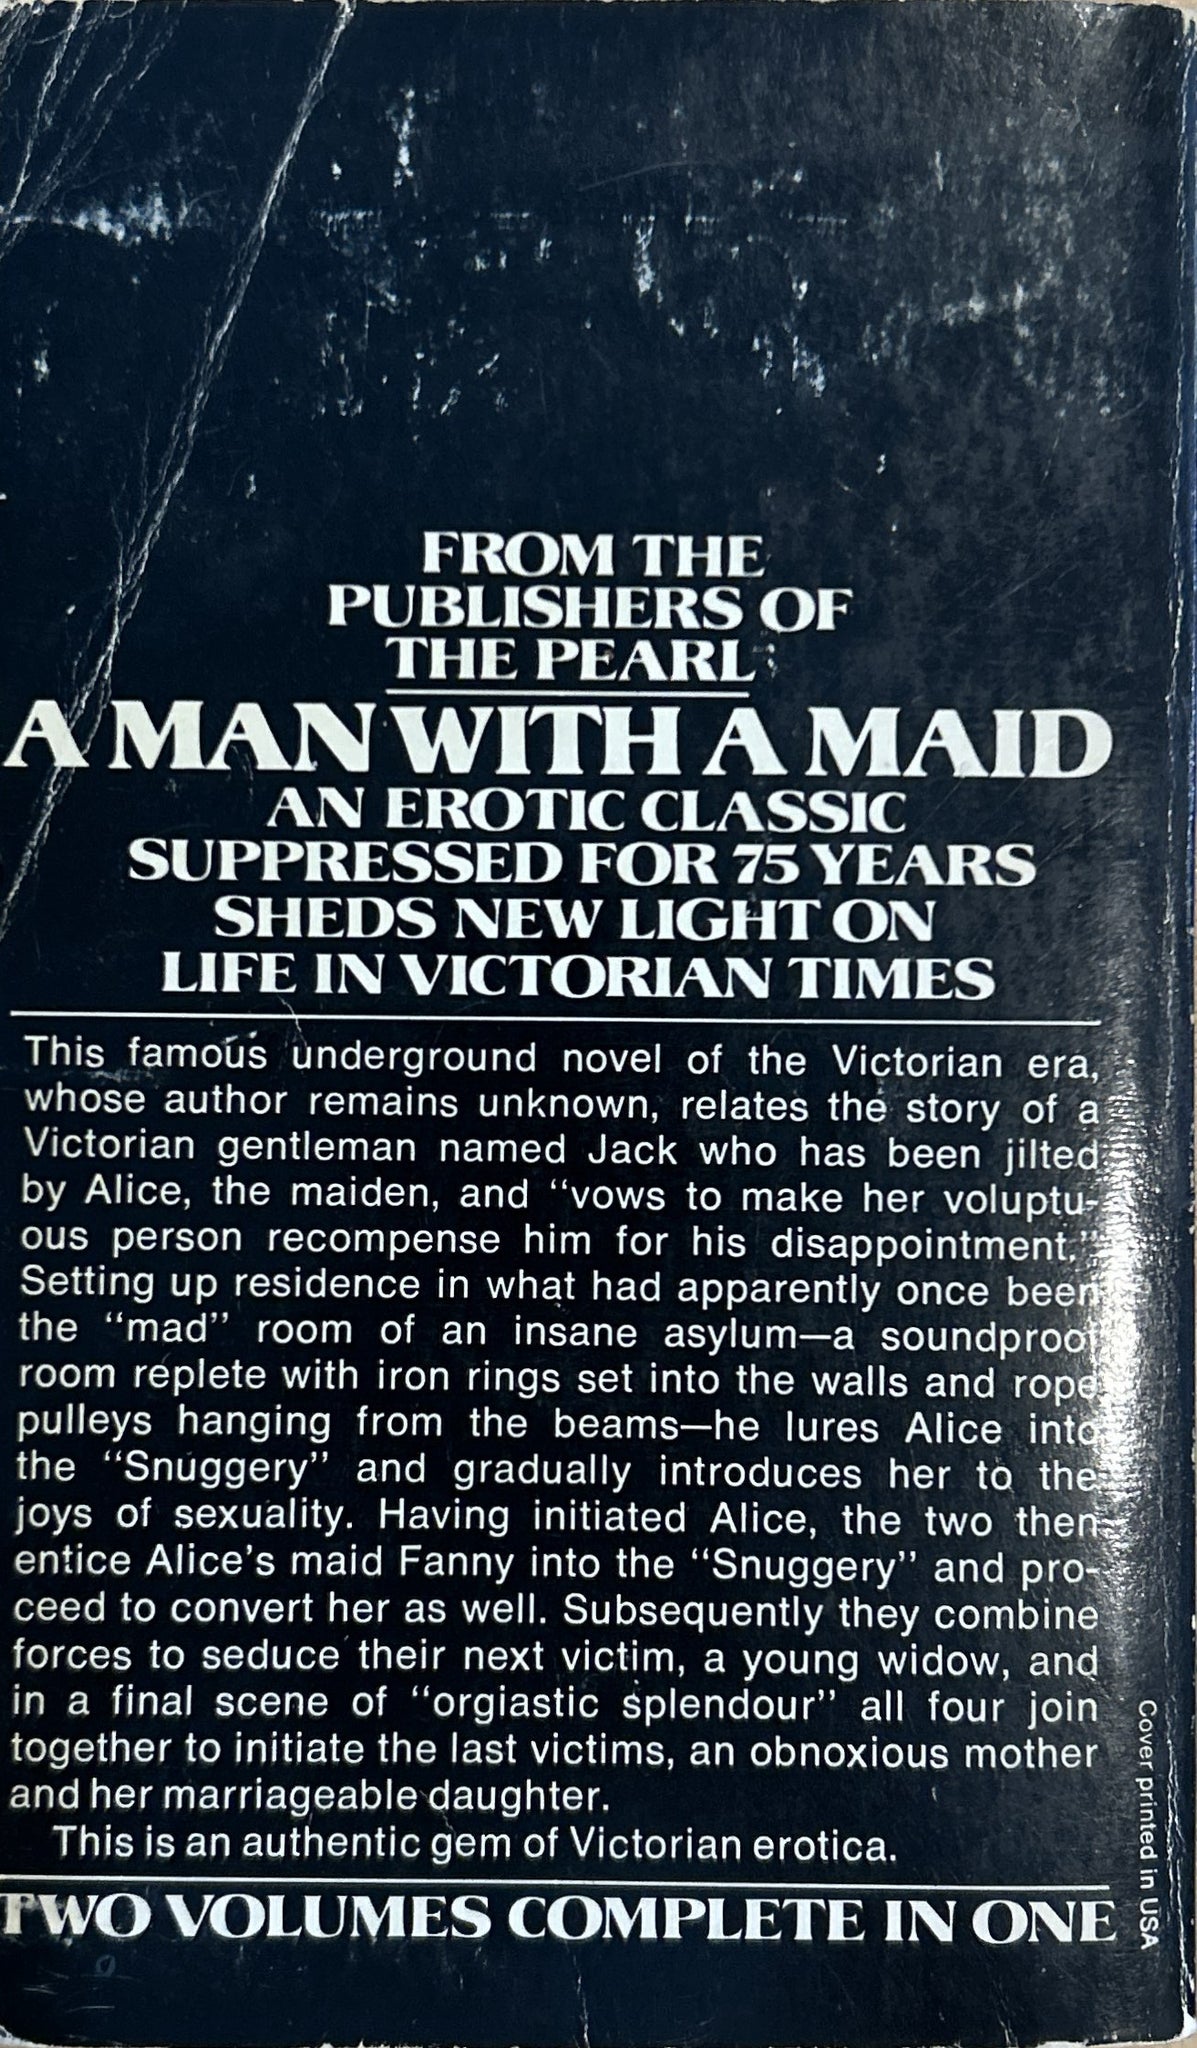 FROM THE
PUBLISHERS OF
THE PEARL
A MAN WITH A MAID
AN EROTIC CLASSIC
SUPPRESSED FOR 75 YEARS
SHEDS NEW LIGHT ON
LIFE IN VICTORIAN TIMES
This famous underground novel of the Victorian era,
whose author remains unknown, relates the story of a
Victorian gentleman named Jack who has been jilted
by Alice, the maiden, and “vows to make her voluptu-
ous person recompense him for his disappointment.”
Setting up residence in what had apparently once been
the “mad” room of an insane asylum—a soundproof
room replete with iron rings set into the walls and rope
pulleys hanging from the beams—he lures Alice into
the “Snuggery” and gradually introduces her to the
joys of sexuality. Having initiated Alice, the two then
entice Alice's maid Fanny into the “Snuggery” and pro-
ceed to convert her as well. Subsequently they combine
forces to seduce their next victim, a young widow, and
in a final scene of “orgiastic splendour” all four join
together to initiate the last victims, an obnoxious mother
and her marriageable daughter.
This is an authentic gem of Victorian erotica.
TWO VOLUMES COMPLETE IN ONE
Cover printed in USA